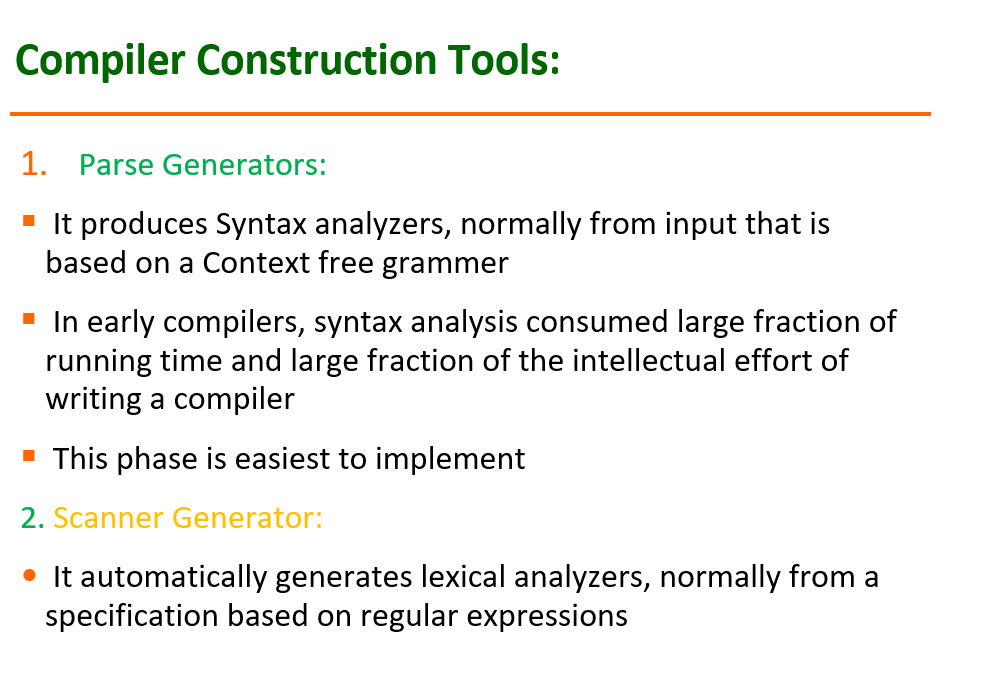 Compiler Construction Tools:
1. Parse Generators:
▪ It produces Syntax analyzers, normally from input that is
based on a Context free grammer
▪ In early compilers, syntax analysis consumed large fraction of
running time and large fraction of the intellectual effort of
writing a compiler
▪ This phase is easiest to implement
2. Scanner Generator:
• It automatically generates lexical analyzers, normally from a
specification based on regular expressions